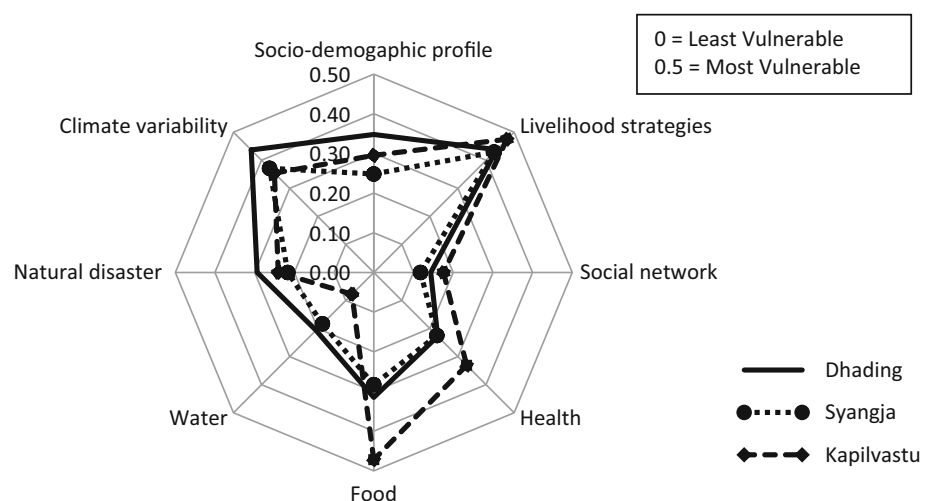 0 = Least Vulnerable
0.5 = Most Vulnerable
Socio-demogaphic profile
0.50
Climate variability
0.40
Livelihood strategies
0.30
0.20
0.10
Natural disaster
0.00
Social network
Water
Health
Food
Dhading
Syangja
Kapilvastu